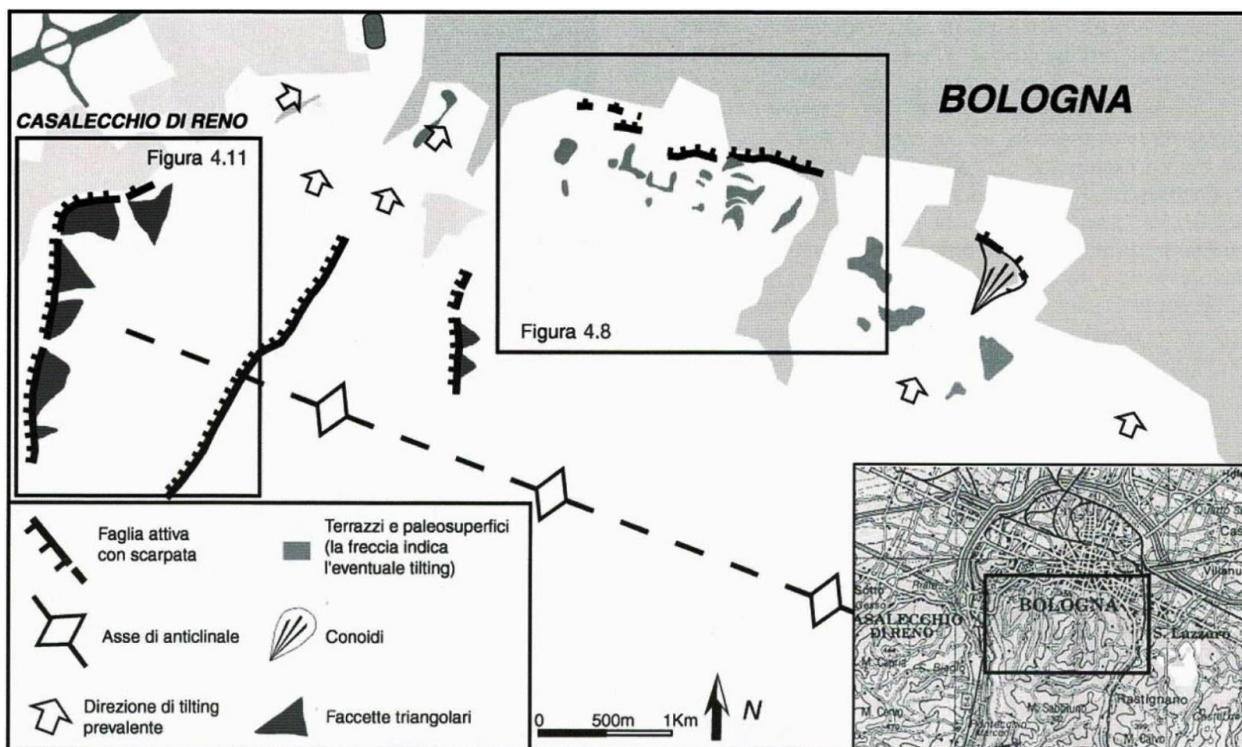 BOLOGNA
CASALECCHIO DI RENO
Figura 4.11
Figura 4.8
Faglia attiva
con scarpata
Asse di anticlinale
Direzione di tilting
prevalente
Terrazzi e paleosuperfici
(la freccia indica
l'eventuale tilting)
Conoidi
Faccette triangolari
0 500m 1Km
N
BOLOGNA
DI RENO
Rastignano
M. Sabbiuno
M. Calvo